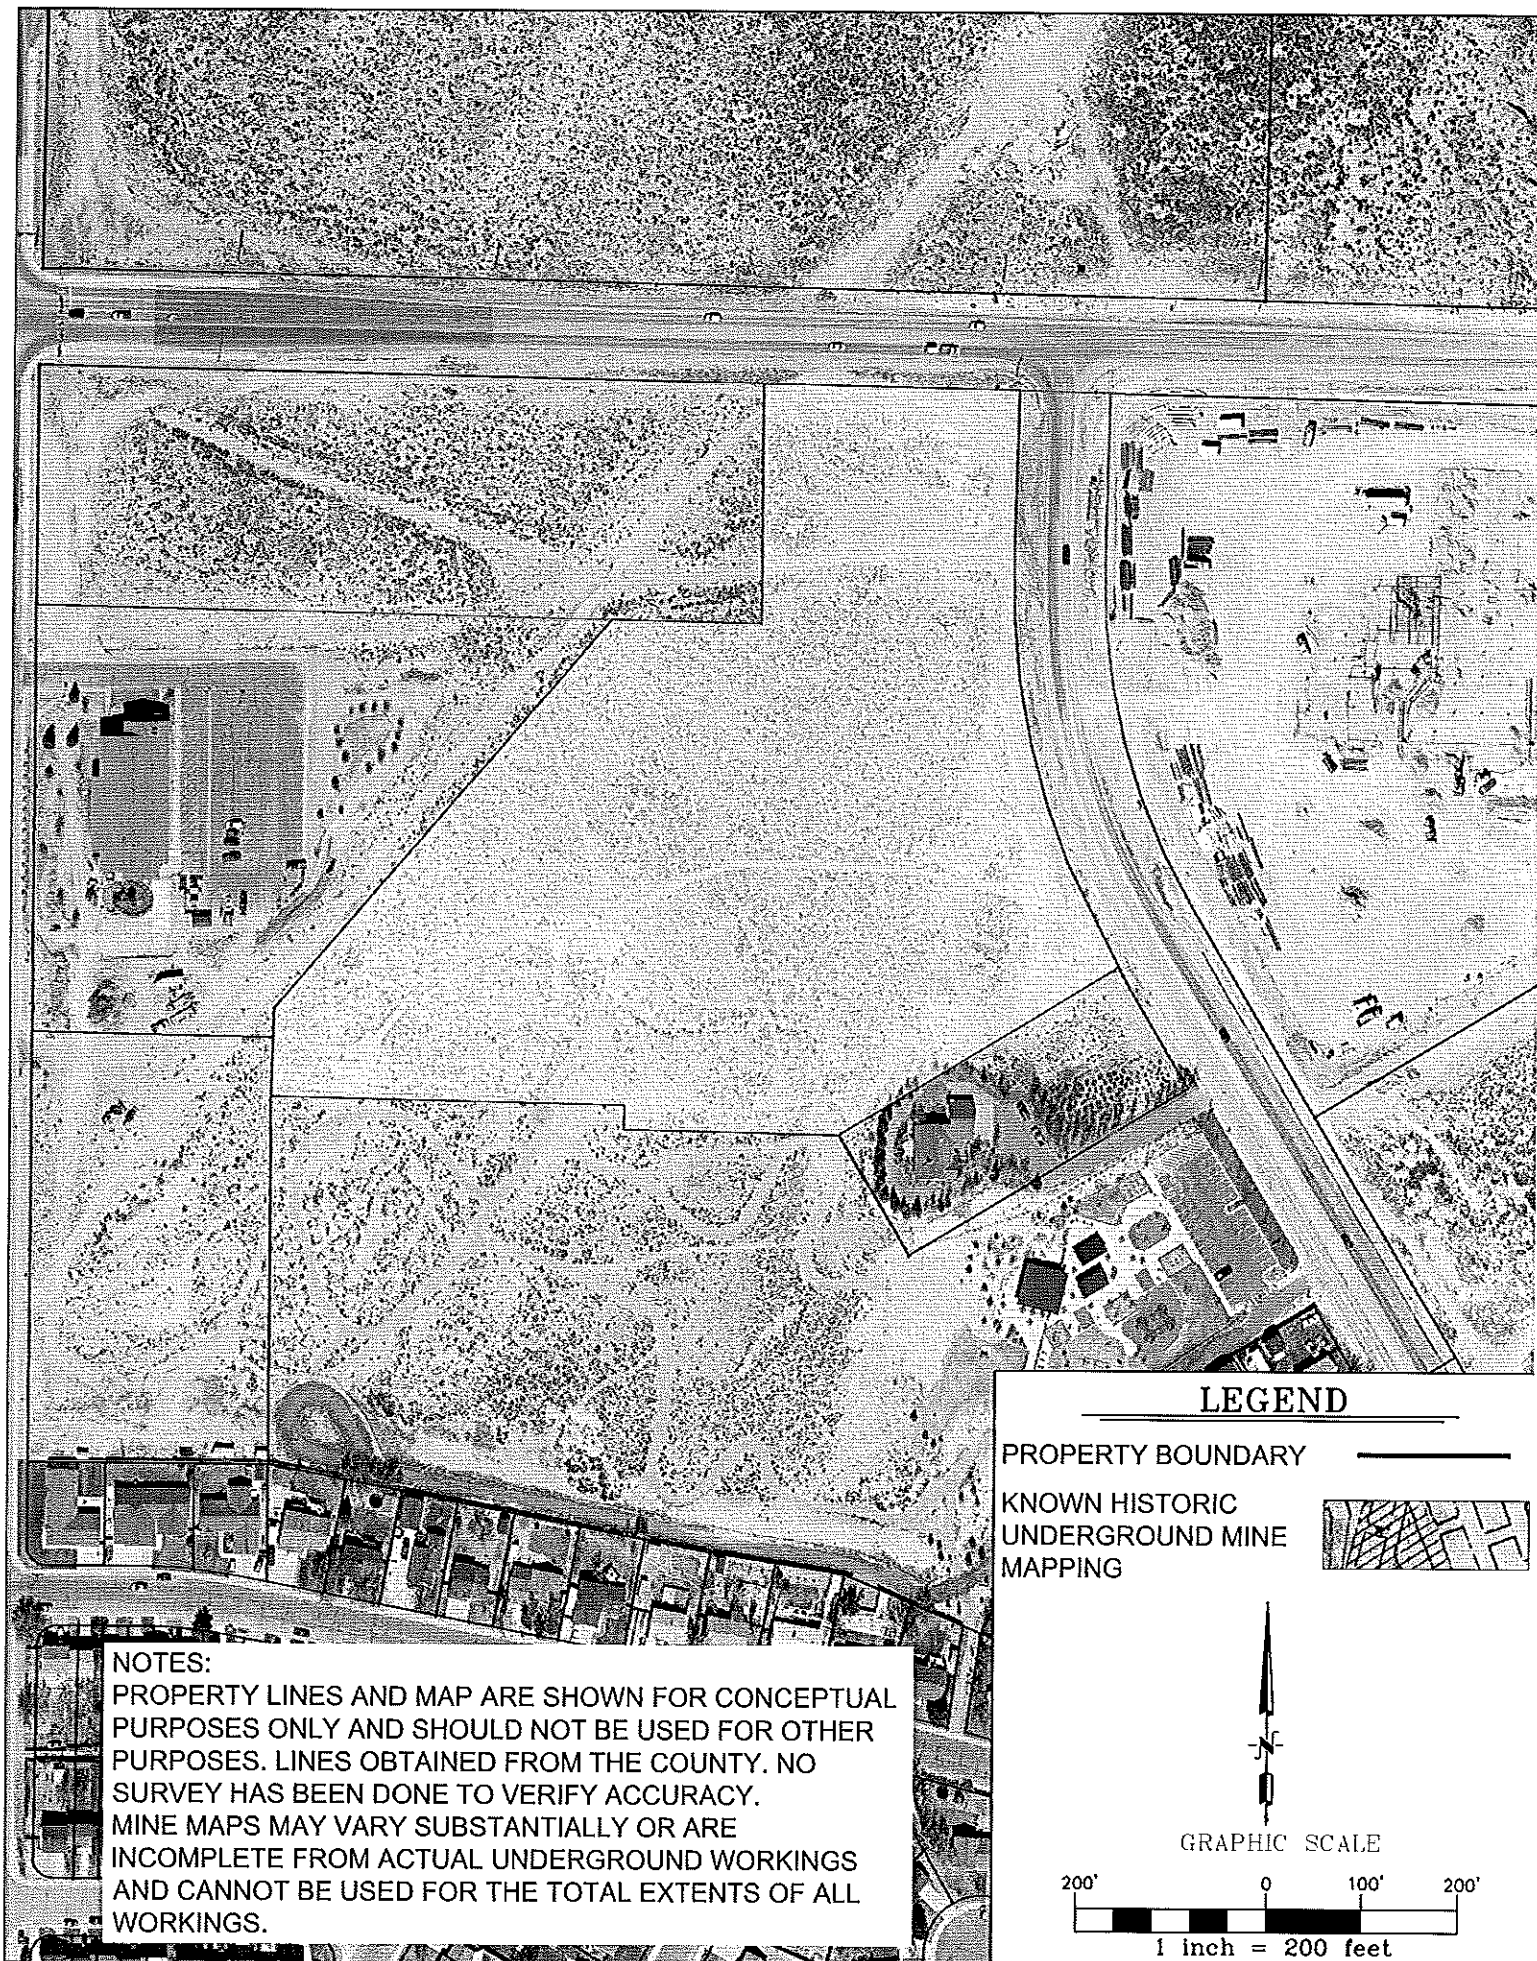 LEGEND
PROPERTY BOUNDARY
KNOWN HISTORIC
UNDERGROUND MINE
MAPPING
N
GRAPHIC SCALE
200' 0 100' 200'
1 inch = 200 feet
NOTES:
PROPERTY LINES AND MAP ARE SHOWN FOR CONCEPTUAL
PURPOSES ONLY AND SHOULD NOT BE USED FOR OTHER
PURPOSES. LINES OBTAINED FROM THE COUNTY. NO
SURVEY HAS BEEN DONE TO VERIFY ACCURACY.
MINE MAPS MAY VARY SUBSTANTIALLY OR ARE
INCOMPLETE FROM ACTUAL UNDERGROUND WORKINGS
AND CANNOT BE USED FOR THE TOTAL EXTENTS OF ALL
WORKINGS.